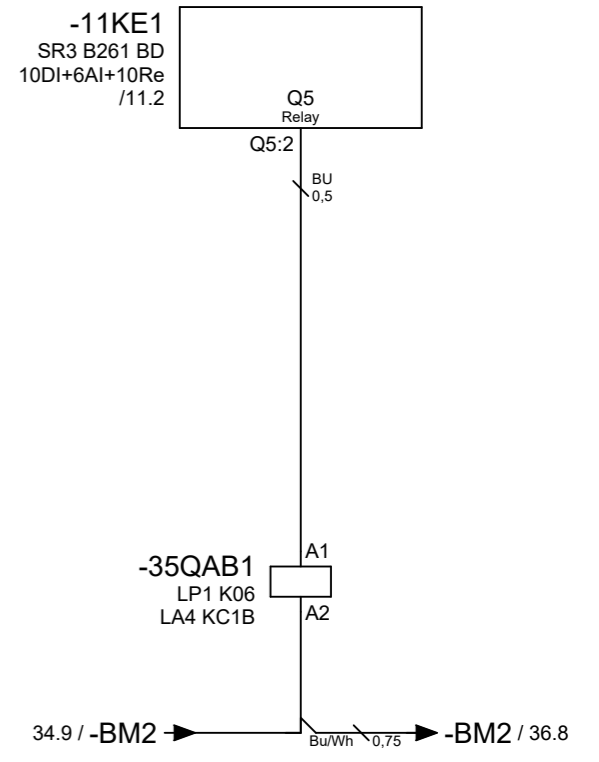 -11KE1
SR3 B261 BD
10DI+6AI+10Re
/11.2
Q5
Relay
Q5:2
BU
0,5
A1
-35QAB1
LP1 K06
LA4 KC1B
A2
34.9 / -BM2
Bu/Wh
0,75
-BM2 / 36.8